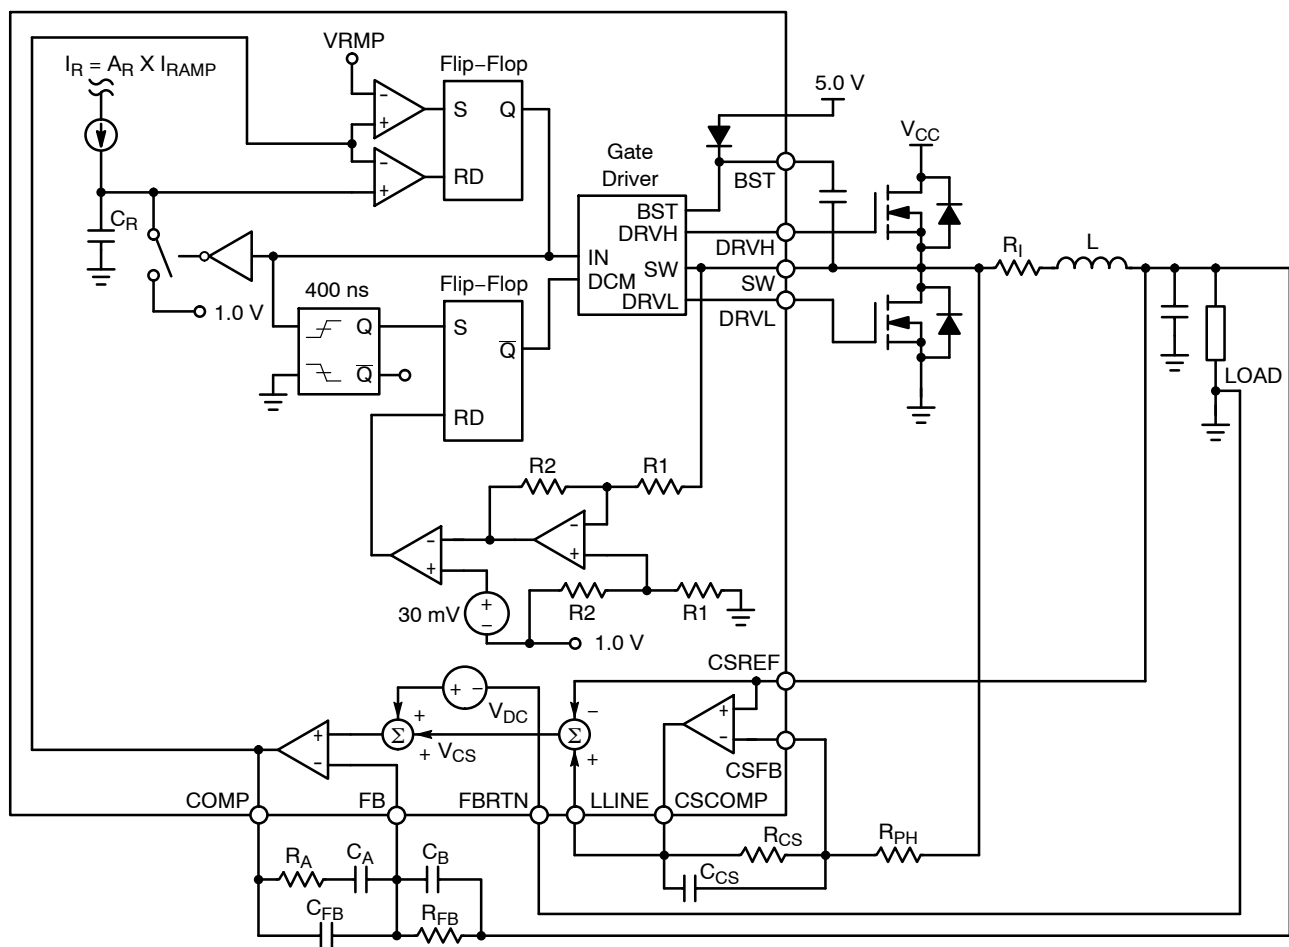 VRMP
I_R = A_R X I_RAMP
Flip–Flop
5.0 V
S
Q
V_CC
Gate
Driver
RD
BST
BST
C_R
DRVH
DRVH
R_I
L
IN
SW
SW
DCM
400 ns
Flip–Flop
DRVL
DRVL
1.0 V
Q
S
Q̅
Q̅
LOAD
RD
R2
R1
30 mV
R2
R1
1.0 V
CSREF
V_DC
V_CS
Σ
Σ
CSFB
COMP
FB
FBRTN
LLINE
CSCOMP
R_CS
R_PH
R_A
C_A
C_B
C_CS
C_FB
R_FB